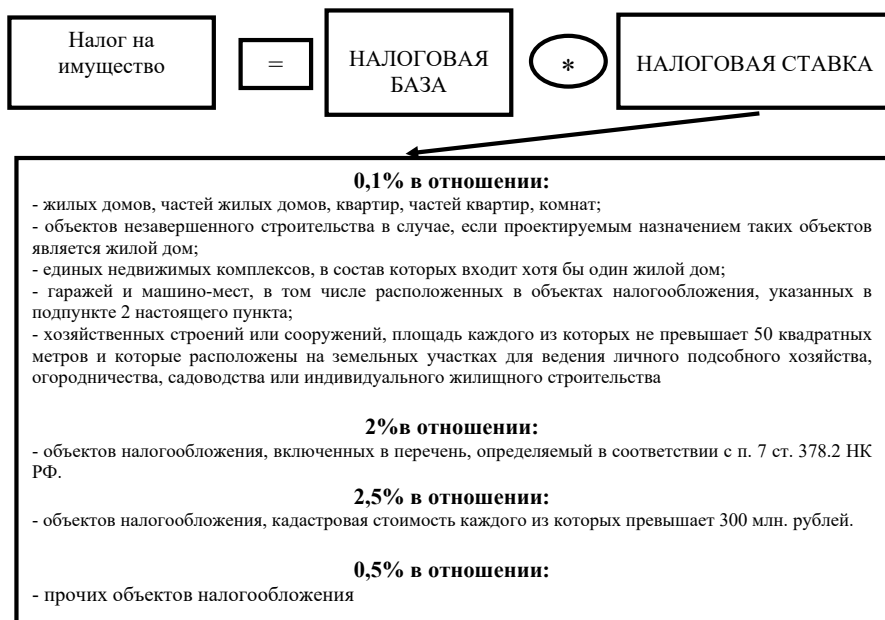 Налог на
имущество
=
НАЛОГОВАЯ
БАЗА
*
НАЛОГОВАЯ СТАВКА
0,1% в отношении:
- жилых домов, частей жилых домов, квартир, частей квартир, комнат;
- объектов незавершенного строительства в случае, если проектируемым назначением таких объектов
является жилой дом;
- единых недвижимых комплексов, в состав которых входит хотя бы один жилой дом;
- гаражей и машино-мест, в том числе расположенных в объектах налогообложения, указанных в
подпункте 2 настоящего пункта;
- хозяйственных строений или сооружений, площадь каждого из которых не превышает 50 квадратных
метров и которые расположены на земельных участках для ведения личного подсобного хозяйства,
огородничества, садоводства или индивидуального жилищного строительства
2%в отношении:
- объектов налогообложения, включенных в перечень, определяемый в соответствии с п. 7 ст. 378.2 НК
РФ.
2,5% в отношении:
- объектов налогообложения, кадастровая стоимость каждого из которых превышает 300 млн. рублей.
0,5% в отношении:
- прочих объектов налогообложения